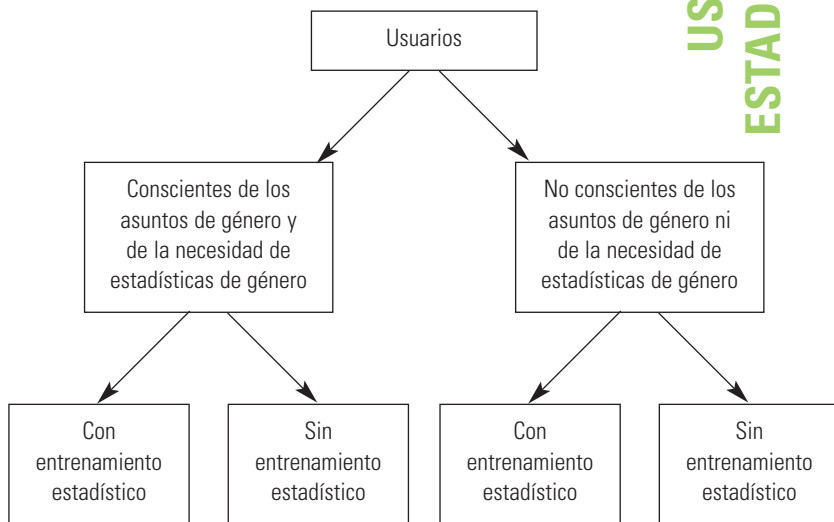 US
ESTAD
Usuarios
Conscientes de los
asuntos de género y
de la necesidad de
estadísticas de género
No conscientes de los
asuntos de género ni
de la necesidad de
estadísticas de género
Con
entrenamiento
estadístico
Sin
entrenamiento
estadístico
Con
entrenamiento
estadístico
Sin
entrenamiento
estadístico